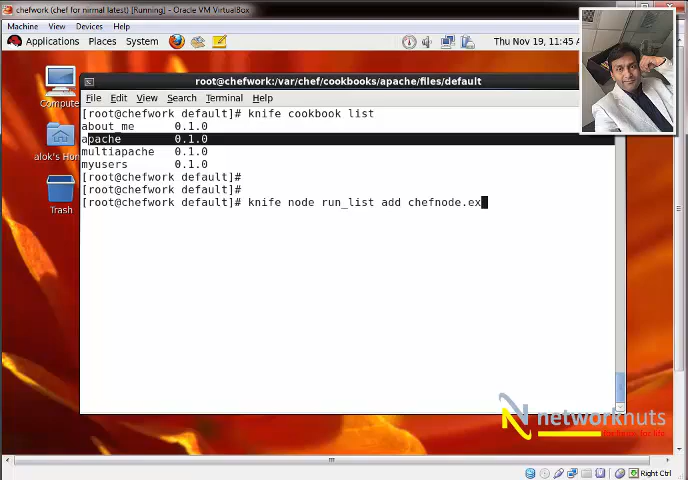 chefwork (chef for nirmal latest) [Running] - Oracle VM VirtualBox
Machine View Devices Help
Applications Places System Thu Nov 19, 11:45 A
root@chefwork:/var/chef/cookbooks/apache/files/default
Compute
File Edit View Search Terminal Help
[root@chefwork default]# knife cookbook list
about_me 0.1.0
apache 0.1.0
multiapache 0.1.0
myusers 0.1.0
[root@chefwork default]#
[root@chefwork default]#
[root@chefwork default]# knife node run_list add chefnode.ex
alok's Hom
Trash
networknuts
Right Ctrl